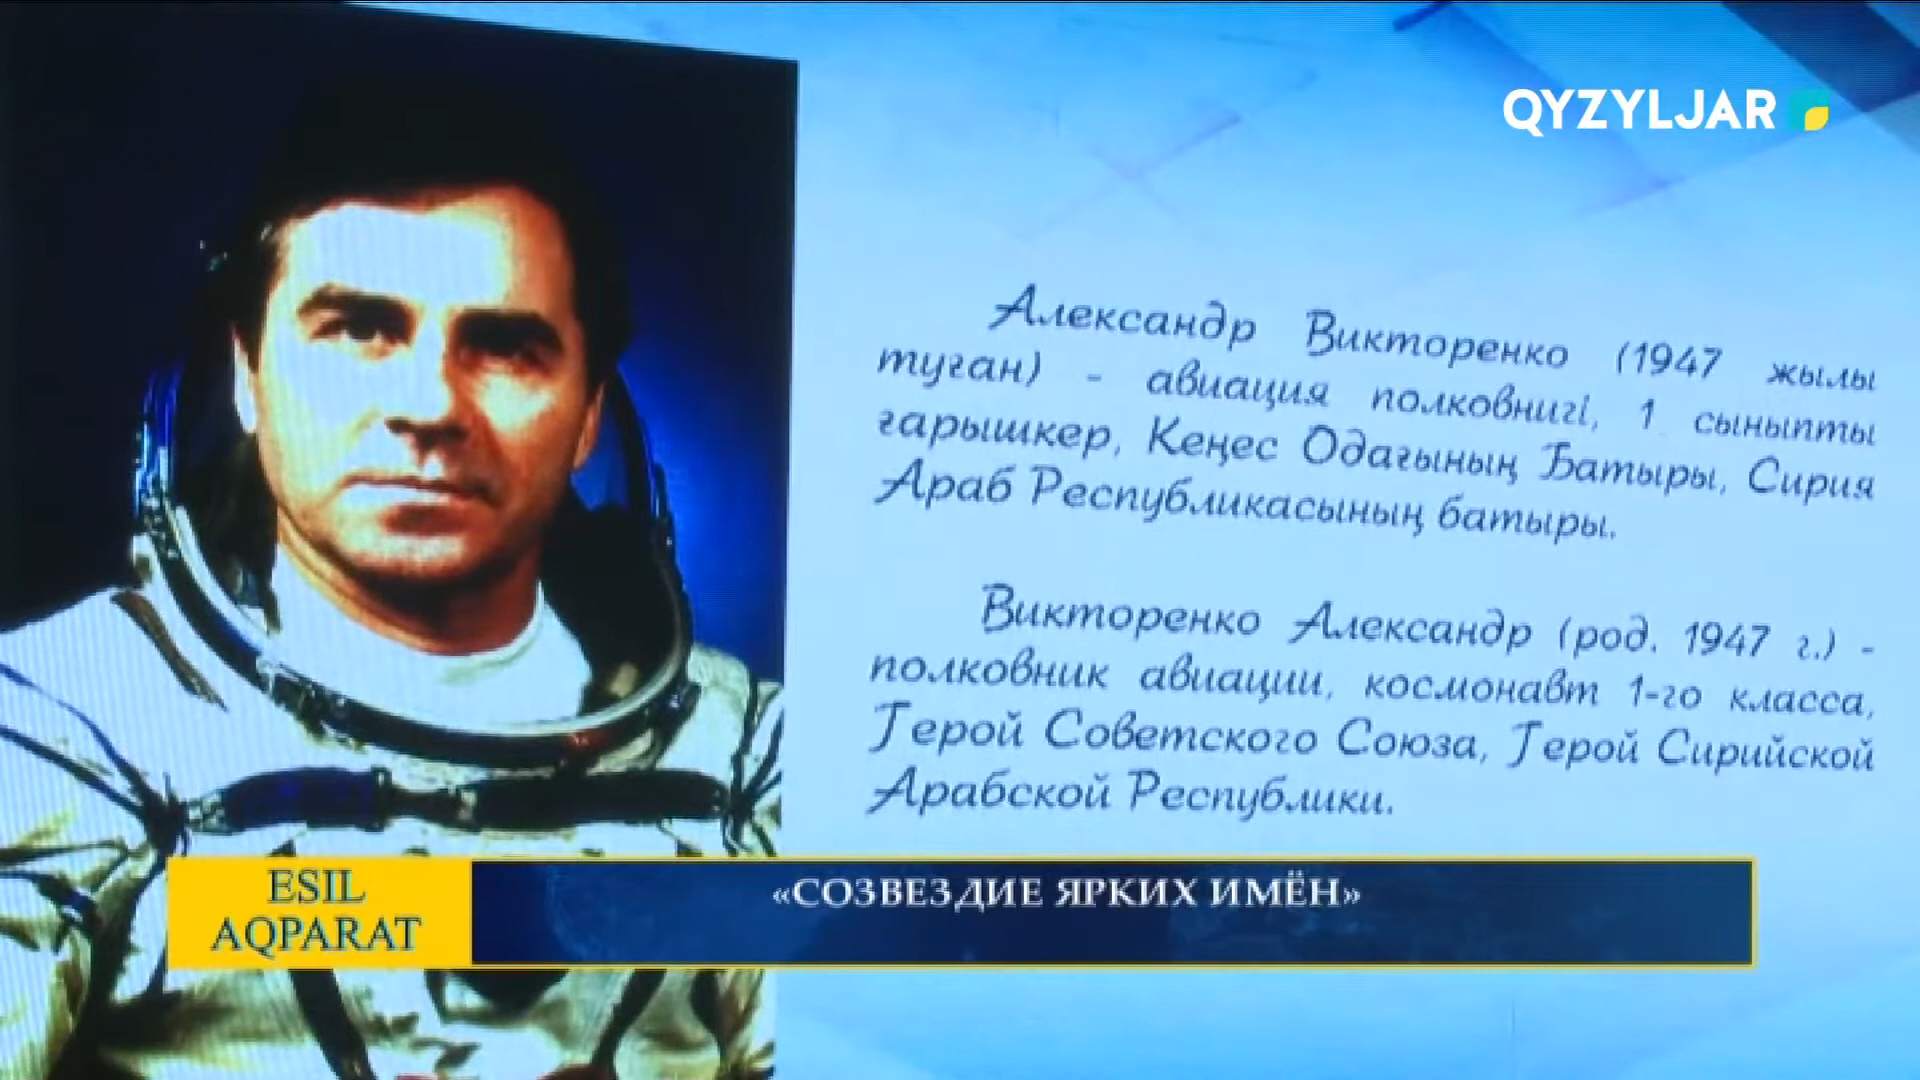 QYZYLJAR
Александр Викторенко (1947 жылы
туған) - авиация полковнигі, 1 сыныпты
ғарышкер, Кеңес Одағының Батыры, Сирия
Араб Республикасының батыры.
Викторенко Александр (род. 1947 г.) -
полковник авиации, космонавт 1-го класса,
Герой Советского Союза, Герой Сирийской
Арабской Республики.
ESIL
AQPARAT
«СОЗВЕЗДИЕ ЯРКИХ ИМЁН»